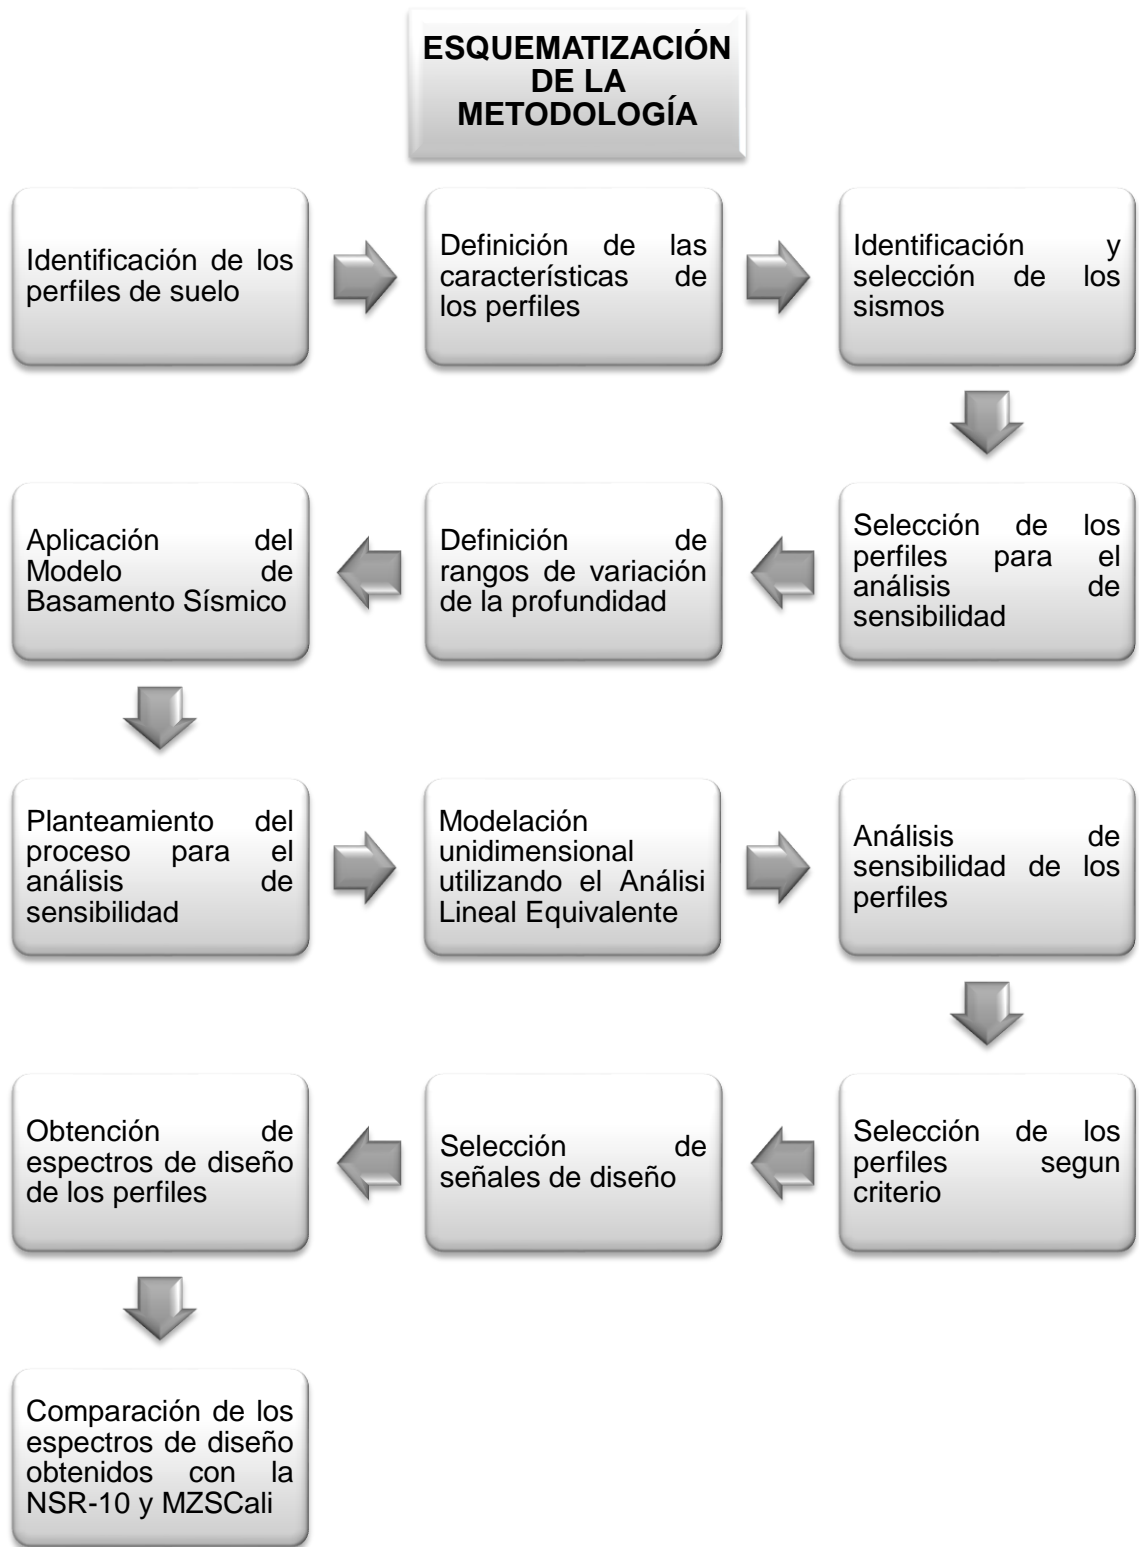 ESQUEMATIZACIÓN
DE LA
METODOLOGÍA
Identificación de los
perfiles de suelo
Definición de las
características de
los perfiles
Identificación y
selección de los
sismos
Selección de los
perfiles para el
análisis de
sensibilidad
Definición de
rangos de variación
de la profundidad
Aplicación del
Modelo de
Basamento Sísmico
Planteamiento del
proceso para el
análisis de
sensibilidad
Modelación
unidimensional
utilizando el Análisi
Lineal Equivalente
Análisis de
sensibilidad de los
perfiles
Selección de los
perfiles segun
criterio
Selección de
señales de diseño
Obtención de
espectros de diseño
de los perfiles
Comparación de los
espectros de diseño
obtenidos con la
NSR-10 y MZSCali